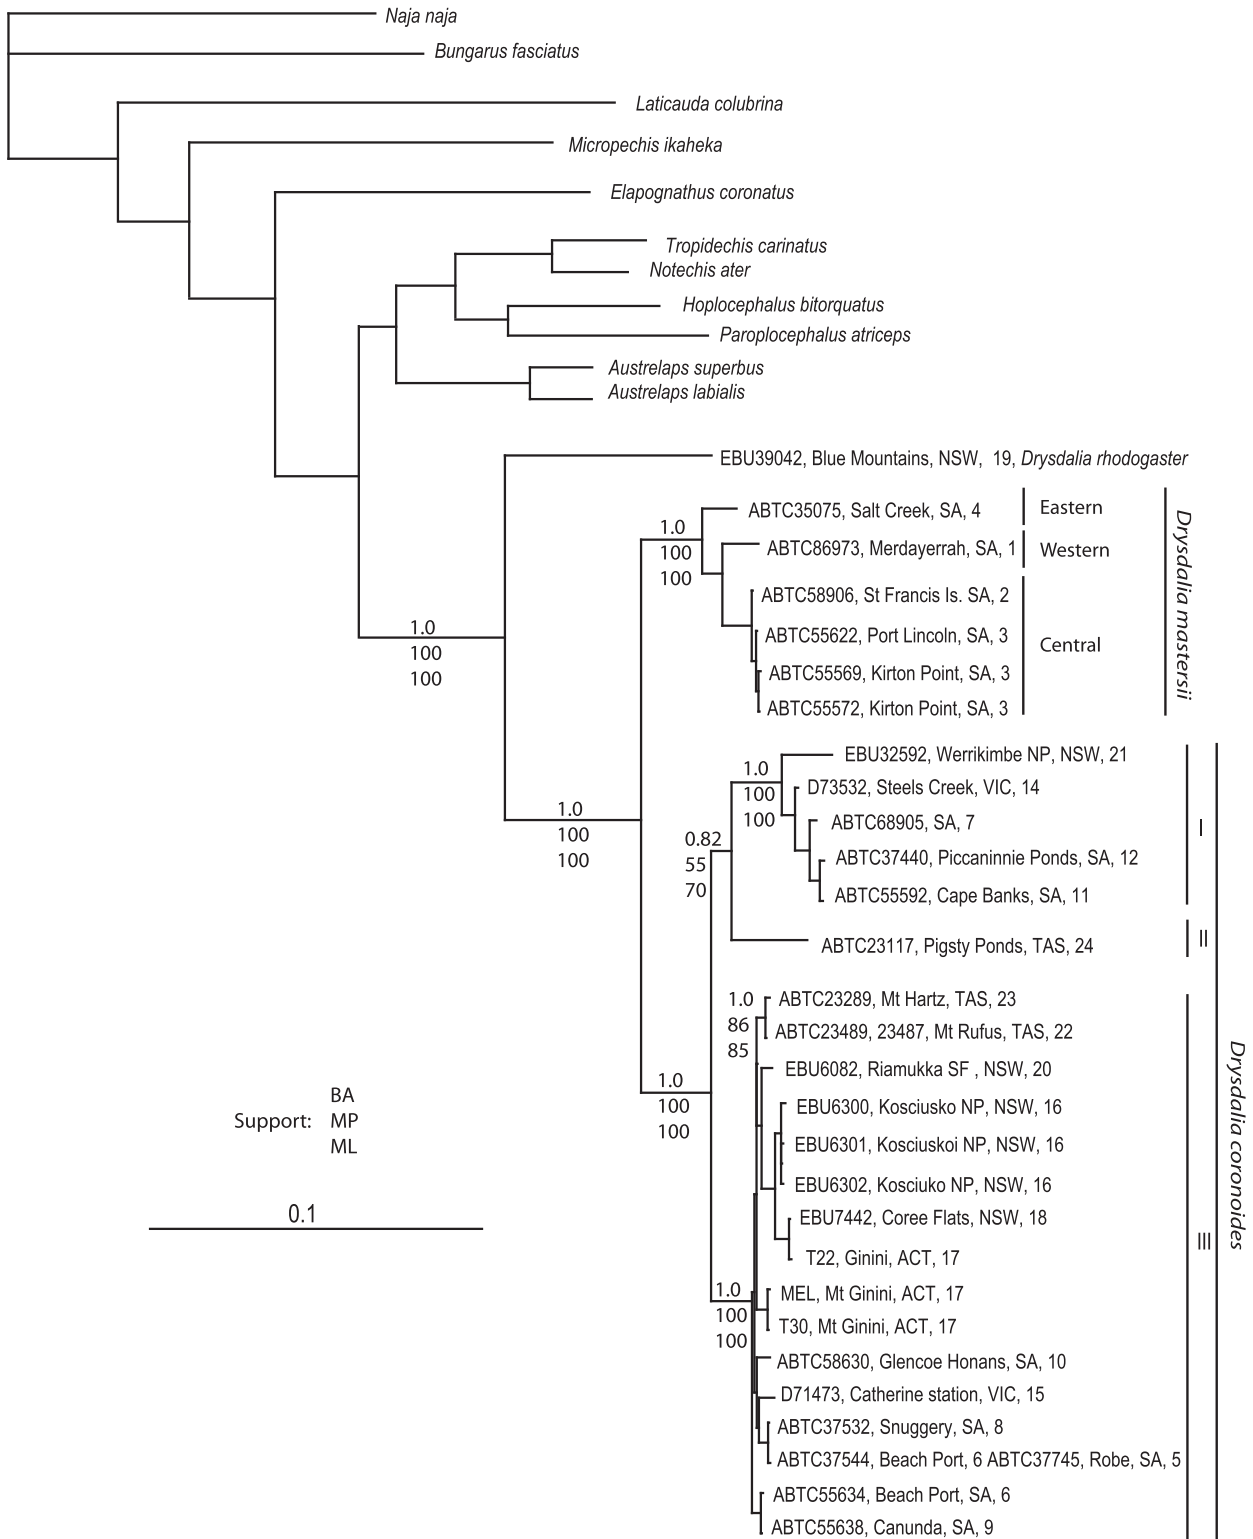 Naja naja
Bungarus fasciatus
Laticauda colubrina
Micropechis ikaheka
Elapognathus coronatus
Tropidechis carinatus
Notechis ater
Hoplocephalus bitorquatus
Paroplocephalus atriceps
Austrelaps superbus
Austrelaps labialis
EBU39042, Blue Mountains, NSW, 19, Drysdalia rhodogaster
ABTC35075, Salt Creek, SA, 4
Eastern
1.0
100
100
ABTC86973, Merdayerrah, SA, 1
Western
ABTC58906, St Francis Is. SA, 2
ABTC55622, Port Lincoln, SA, 3
Central
ABTC55569, Kirton Point, SA, 3
ABTC55572, Kirton Point, SA, 3
Drysdalia mastersii
1.0
100
100
EBU32592, Werrikimbe NP, NSW, 21
1.0
100
100
D73532, Steels Creek, VIC, 14
ABTC68905, SA, 7
I
1.0
100
100
0.82
55
70
ABTC37440, Piccaninnie Ponds, SA, 12
ABTC55592, Cape Banks, SA, 11
ABTC23117, Pigsty Ponds, TAS, 24
II
1.0
86
85
ABTC23289, Mt Hartz, TAS, 23
ABTC23489, 23487, Mt Rufus, TAS, 22
EBU6082, Riamukka SF , NSW, 20
1.0
100
100
EBU6300, Kosciusko NP, NSW, 16
EBU6301, Kosciuskoi NP, NSW, 16
EBU6302, Kosciuko NP, NSW, 16
EBU7442, Coree Flats, NSW, 18
T22, Ginini, ACT, 17
III
Drysdalia coronoides
1.0
100
100
MEL, Mt Ginini, ACT, 17
T30, Mt Ginini, ACT, 17
ABTC58630, Glencoe Honans, SA, 10
D71473, Catherine station, VIC, 15
ABTC37532, Snuggery, SA, 8
ABTC37544, Beach Port, 6 ABTC37745, Robe, SA, 5
ABTC55634, Beach Port, SA, 6
ABTC55638, Canunda, SA, 9
Support:
BA
MP
ML
0.1